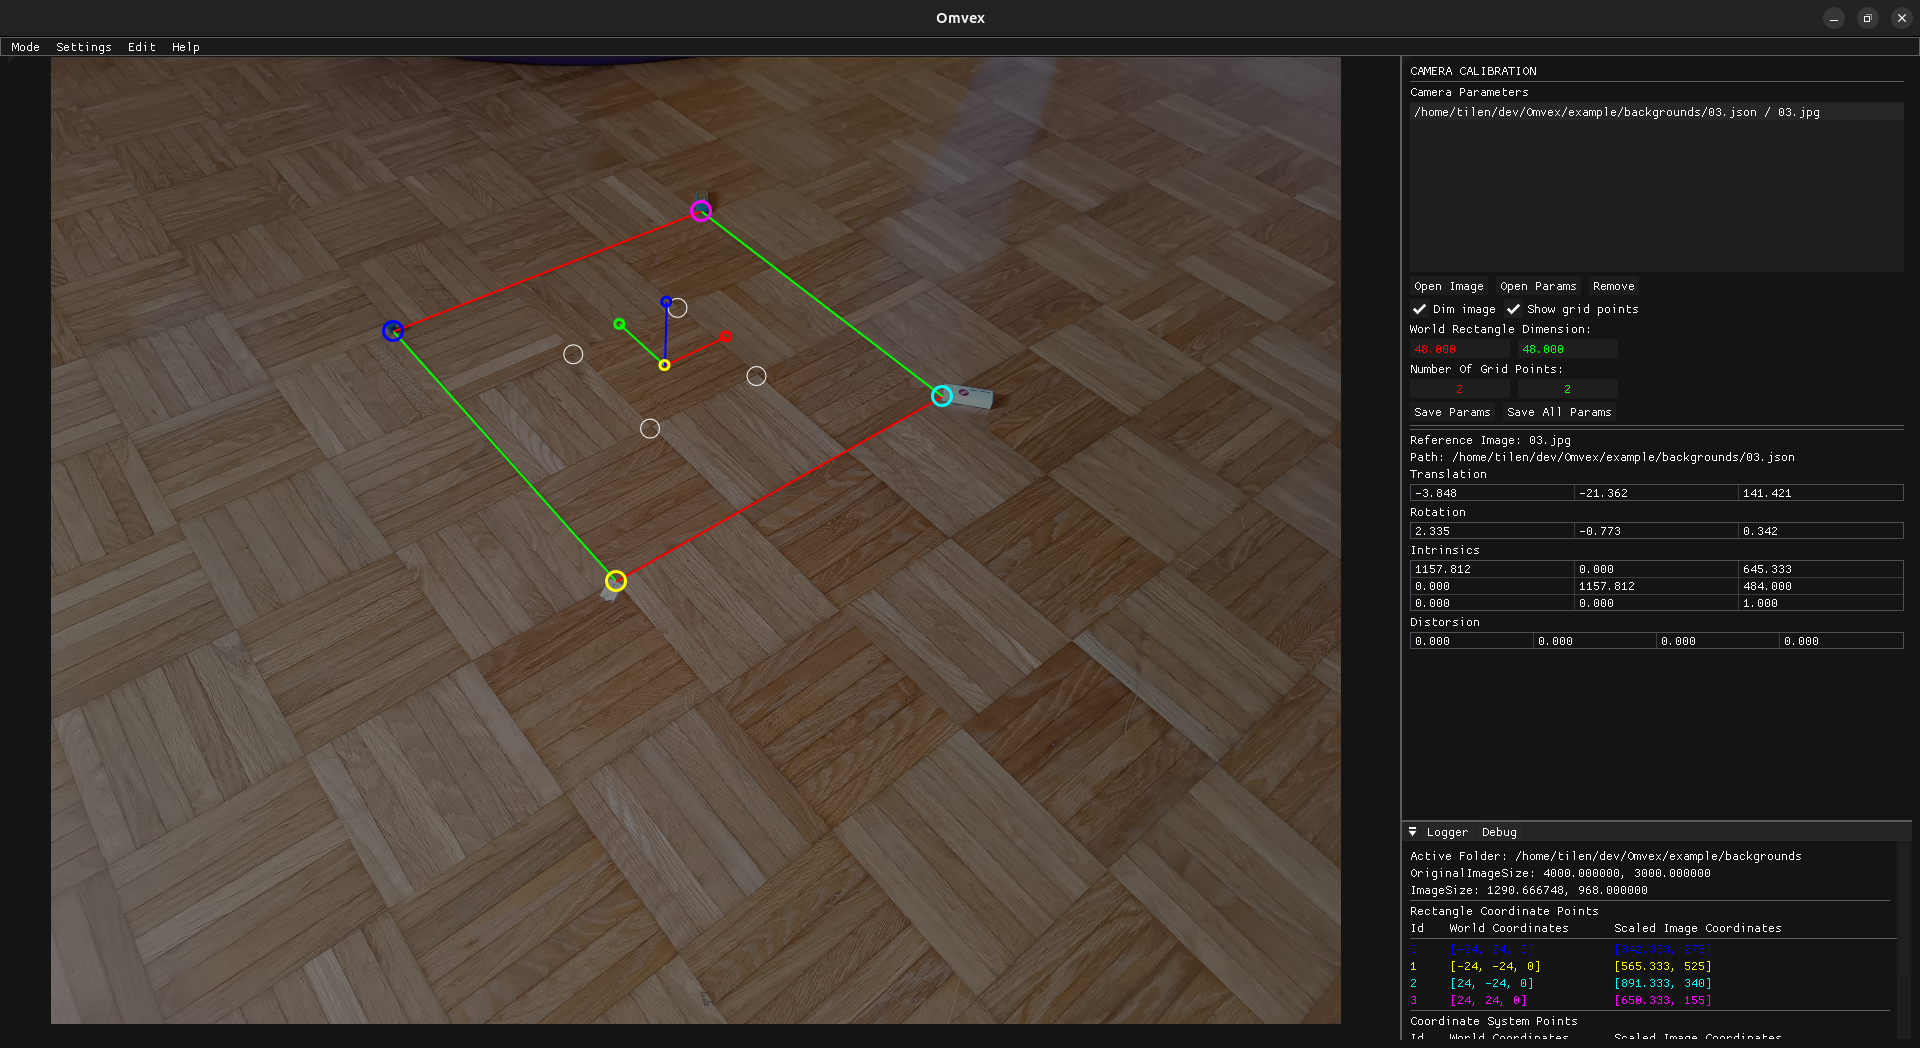 Omvex
Mode Settings Edit Help
CAMERA CALIBRATION
Camera Parameters
/home/tilen/dev/Omvex/example/backgrounds/03.json / 03.jpg
Open Image Open Params Remove
Dim image Show grid points
World Rectangle Dimension:
48.000 48.000
Number Of Grid Points:
2 2
Save Params Save All Params
Reference Image: 03.jpg
Path: /home/tilen/dev/Omvex/example/backgrounds/03.json
Translation
-3.848 -21.362 141.421
Rotation
2.335 -0.773 0.342
Intrinsics
1157.812 0.000 645.333
0.000 1157.812 484.000
0.000 0.000 1.000
Distorsion
0.000 0.000 0.000 0.000
Logger Debug
Active Folder: /home/tilen/dev/Omvex/example/backgrounds
OriginalImageSize: 4000.000000, 3000.000000
ImageSize: 1290.666748, 968.000000
Rectangle Coordinate Points
Id World Coordinates Scaled Image Coordinates
[-24, 24, 0]
1 [-24, -24, 0] [565.333, 525]
2 [24, -24, 0] [891.333, 340]
3 [24, 24, 0] [650.333, 155]
Coordinate System Points
Id World Coordinates Scaled Image Coordinates